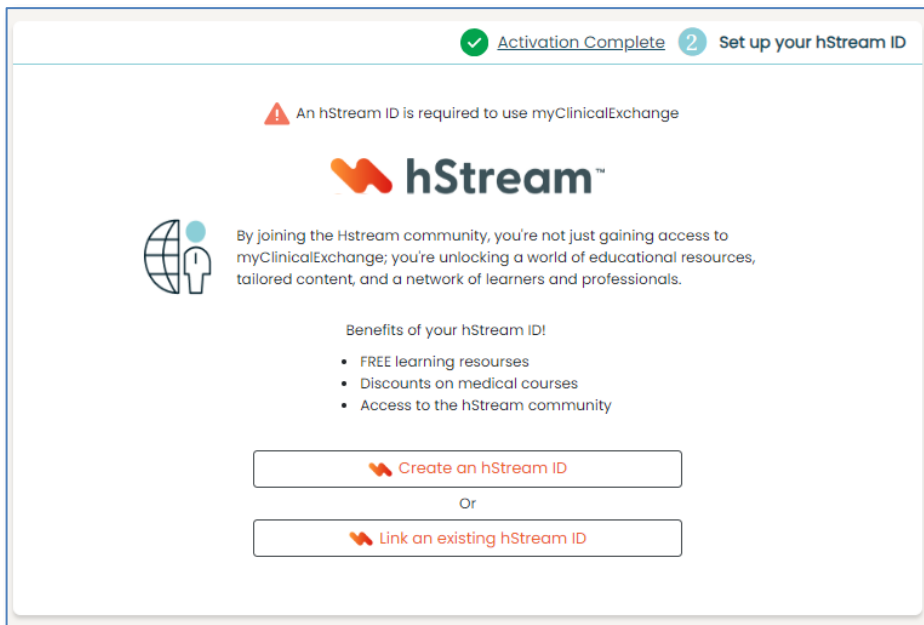 Activation Complete 2 Set up your hStream ID
An hStream ID is required to use myClinicalExchange
hStream™
By joining the Hstream community, you're not just gaining access to
myClinicalExchange; you're unlocking a world of educational resources,
tailored content, and a network of learners and professionals.
Benefits of your hStream ID!
• FREE learning resourses
• Discounts on medical courses
• Access to the hStream community
Create an hStream ID
Or
Link an existing hStream ID